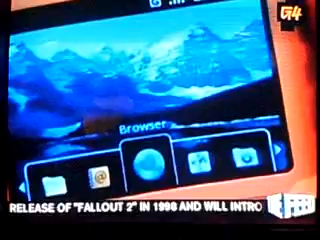 G4
Browser
RELEASE OF "FALLOUT 2" IN 1998 AND WILL INTRO